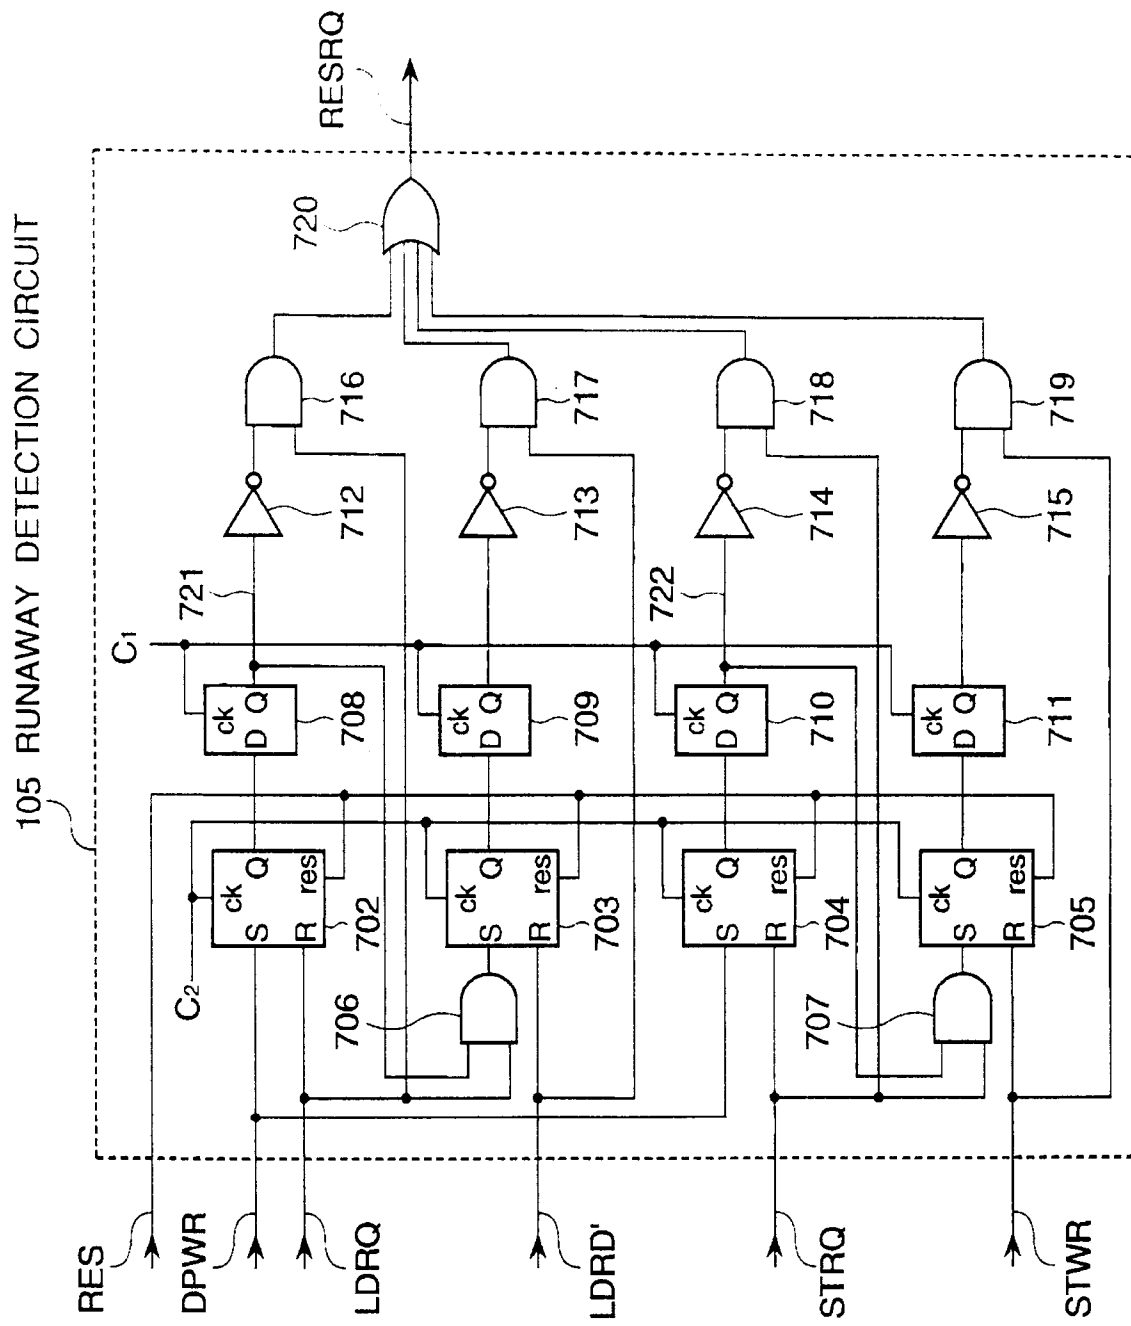 105 RUNAWAY DETECTION CIRCUIT
RES
DPWR
LDRQ
LDRD'
STRQ
STWR
C2
C1
RESRQ
S
R
ck
Q
res
702
706
S
R
ck
Q
res
703
S
R
ck
Q
res
704
707
S
R
ck
Q
res
705
ck
D Q
708
ck
D Q
709
ck
D Q
710
ck
D Q
711
721
722
712
713
714
715
716
717
718
719
720